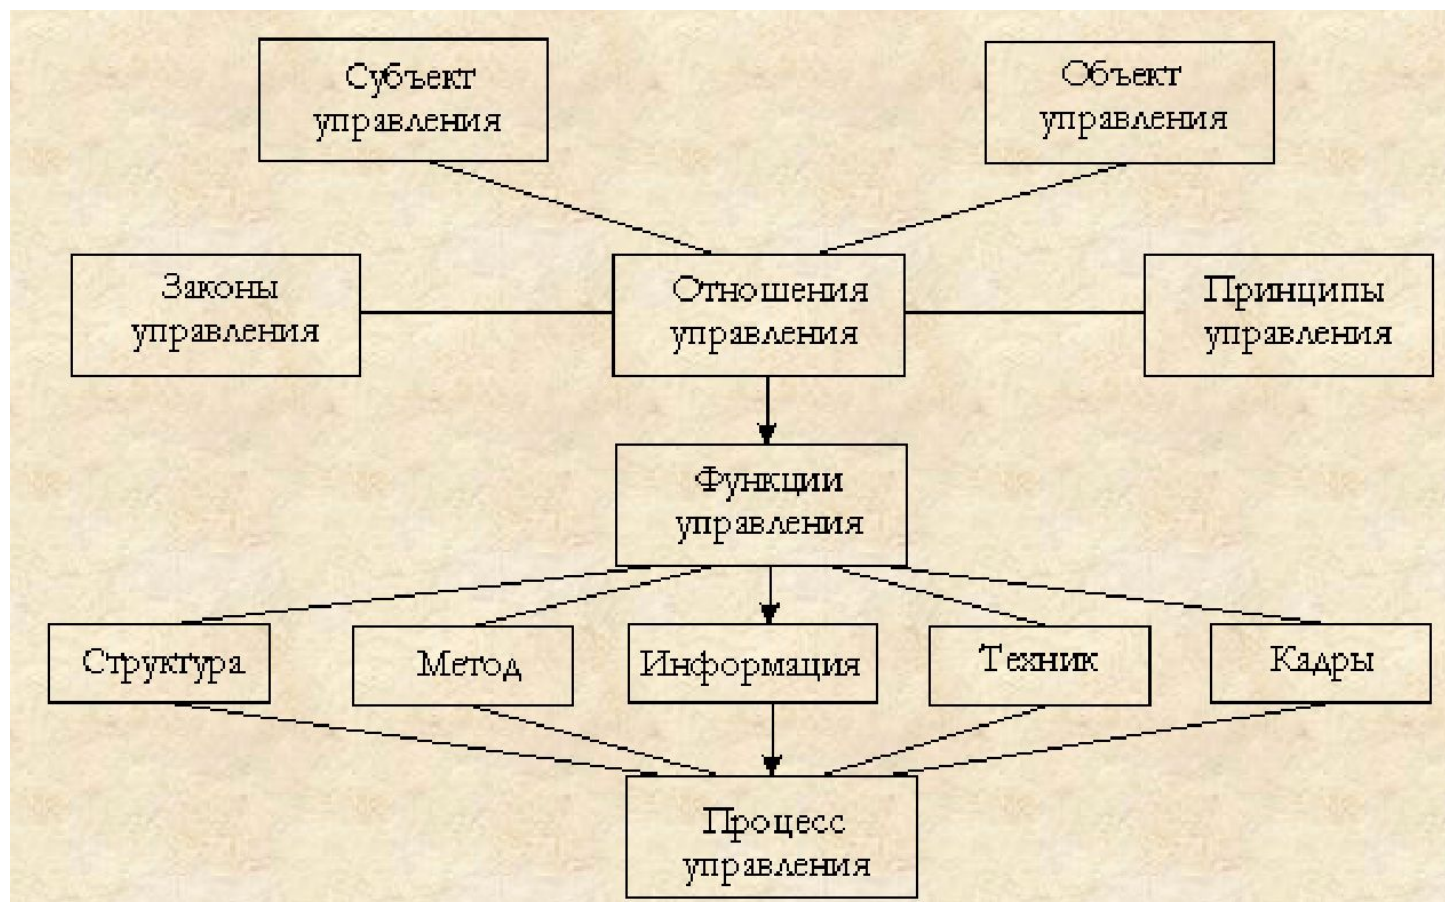 Субъект
управления
Объект
управления
Законы
управления
Отношения
управления
Принципы
управления
Функции
управления
Структура
Метод
Информация
Техник
Кадры
Процесс
управления